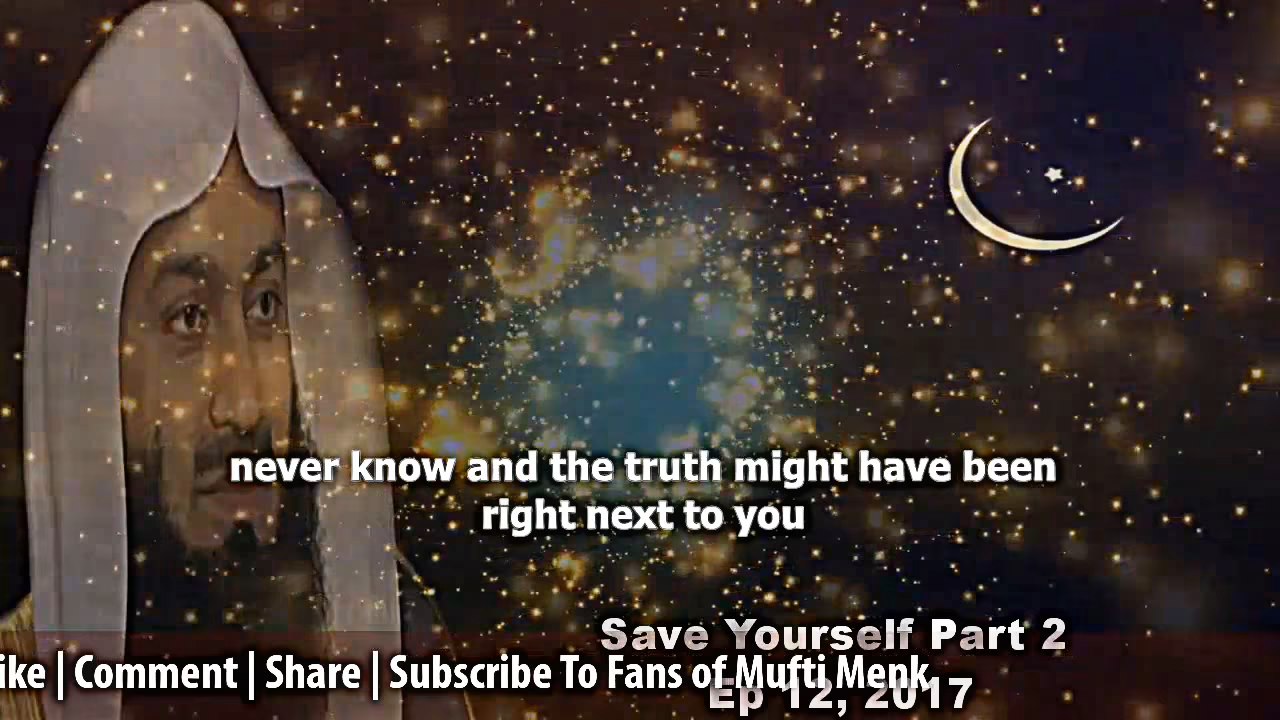 never know and the truth might have been
right next to you
Save Yourself Part 2
ike | Comment | Share | Subscribe To Fans of Mufti Menk
Ep 12, 2017